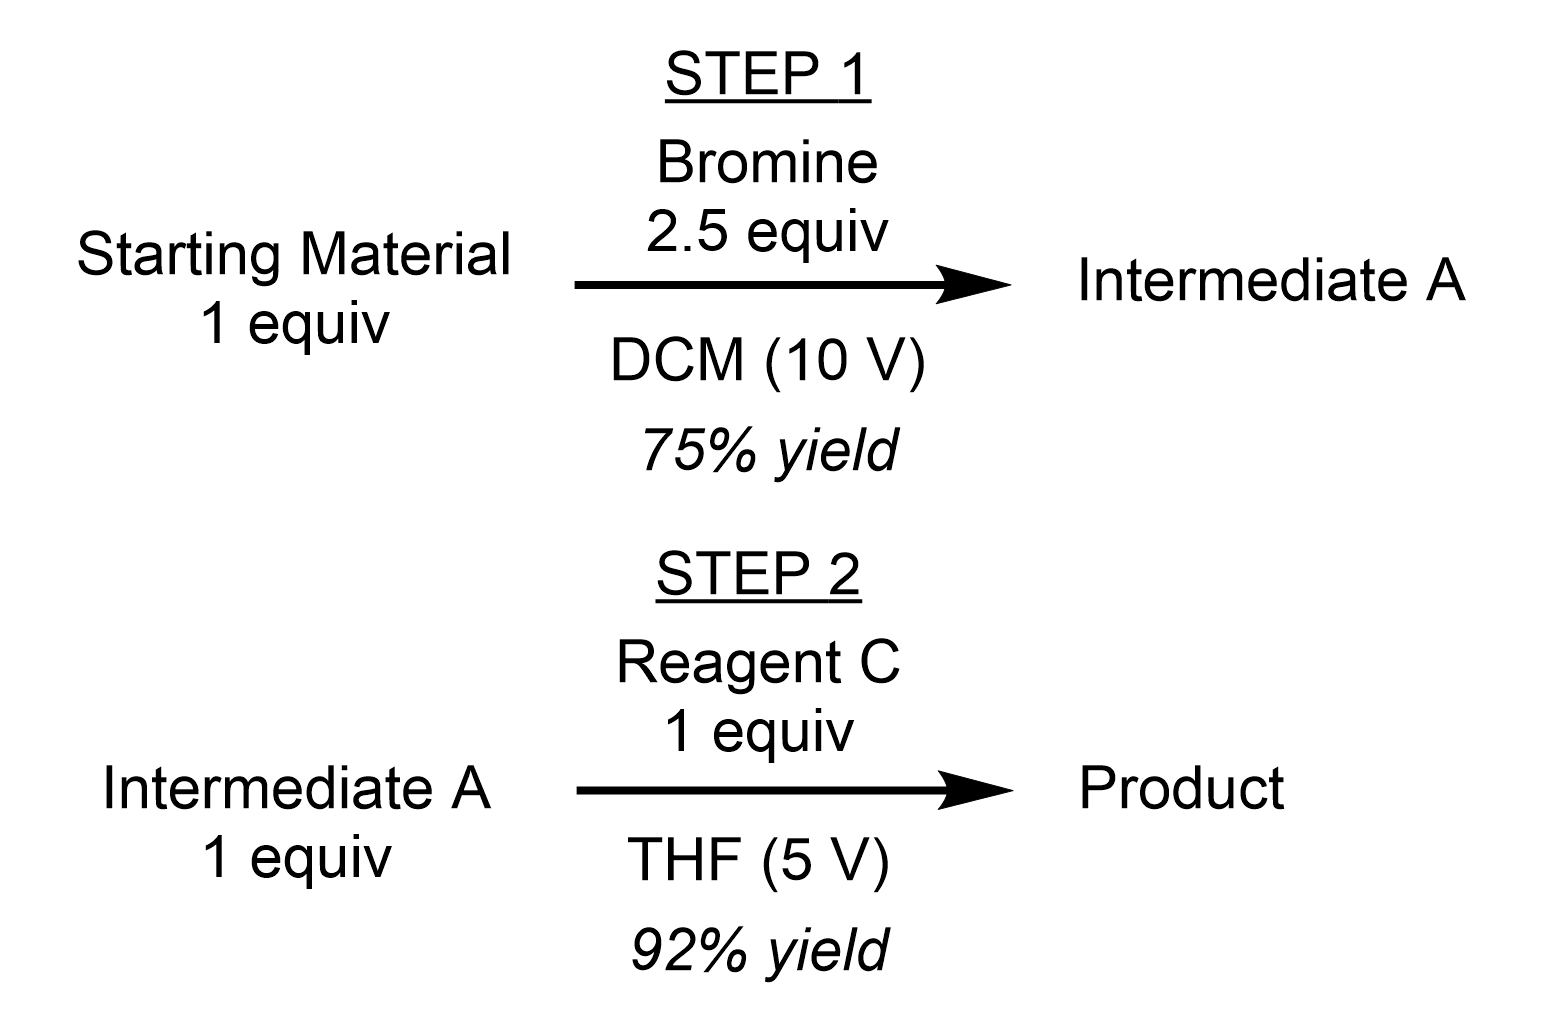 STEP 1
Bromine
2.5 equiv
Starting Material
1 equiv
Intermediate A
DCM (10 V)
75% yield
STEP 2
Reagent C
1 equiv
Intermediate A
1 equiv
Product
THF (5 V)
92% yield